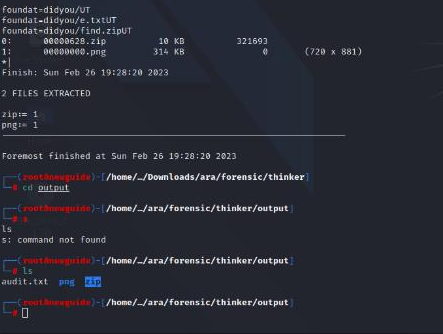 foundat=didyou/UT
foundat=didyou/e.txtUT
foundat=didyou/find.zipUT
0: 00000628.zip 10 KB 321693
1: 00000000.png 314 KB 0 (720 x 881)
*|
Finish: Sun Feb 26 19:28:20 2023

2 FILES EXTRACTED

zip:= 1
png:= 1

Foremost finished at Sun Feb 26 19:28:20 2023

┌──(root@newguide)-[/home/…/Downloads/ara/forensic/thinker]
└─# cd output

┌──(root@newguide)-[/home/…/ara/forensic/thinker/output]
└─# s
ls
s: command not found

┌──(root@newguide)-[/home/…/ara/forensic/thinker/output]
└─# ls
audit.txt png zip

┌──(root@newguide)-[/home/…/ara/forensic/thinker/output]
└─#